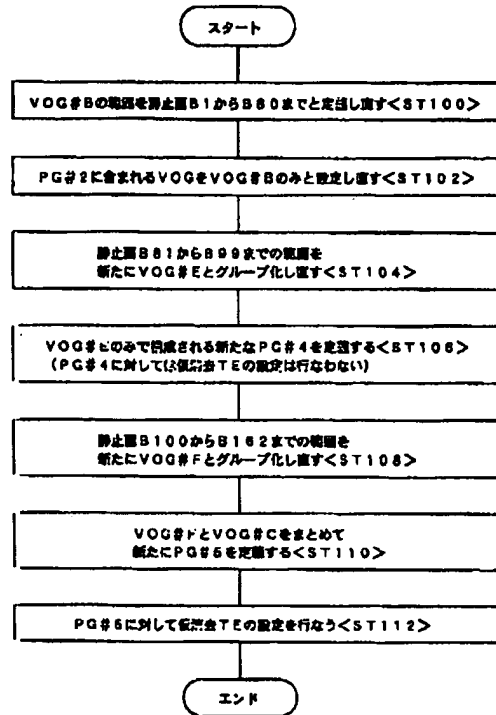 スタート
VOG#Bの範囲を静止画B1からB80までと定義し直す<ST100>
PG#2に含まれるVOGをVOG#Bのみと設定し直す<ST102>
静止画B81からB99までの範囲を
新たにVOG#Eとグループ化し直す<ST104>
VOG#Eのみで構成される新たなPG#4を定義する<ST106>
(PG#4に対しては仮消去TEの設定は行なわない)
静止画B100からB162までの範囲を
新たにVOG#Fとグループ化し直す<ST108>
VOG#FとVOG#Cをまとめて
新たにPG#5を定義する<ST110>
PG#5に対して仮消去TEの設定を行なう<ST112>
エンド